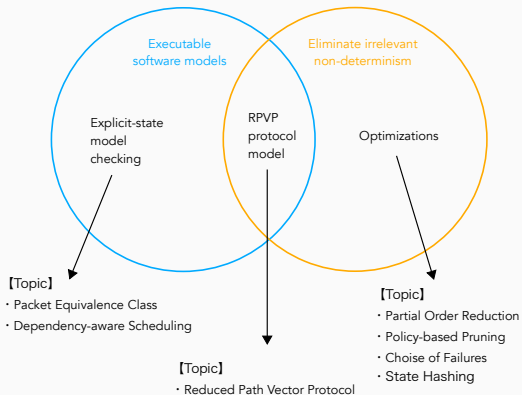 Executable
software models
Eliminate irrelevant
non-determinism
Explicit-state
model
checking
RPVP
protocol
model
Optimizations
【Topic】
・Packet Equivalence Class
・Dependency-aware Scheduling
【Topic】
・Reduced Path Vector Protocol
【Topic】
・Partial Order Reduction
・Policy-based Pruning
・Choise of Failures
・State Hashing